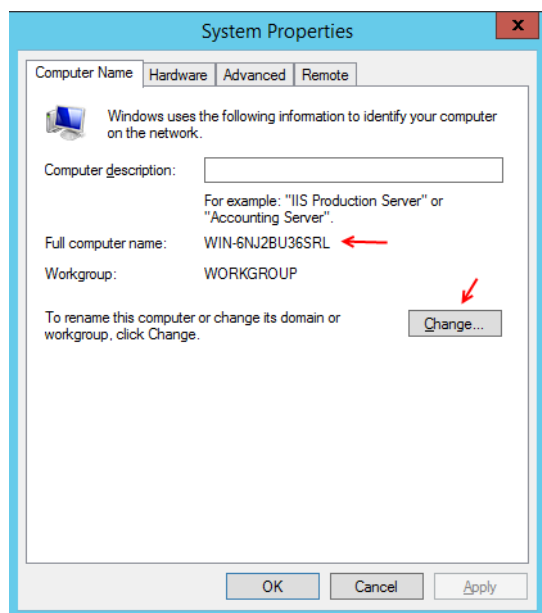 System Properties
x
Computer Name Hardware Advanced Remote
Windows uses the following information to identify your computer
on the network.
Computer description:
For example: "IIS Production Server" or
"Accounting Server".
Full computer name: WIN-6NJ2BU36SRL
Workgroup: WORKGROUP
To rename this computer or change its domain or
workgroup, click Change.
Change...
OK Cancel Apply